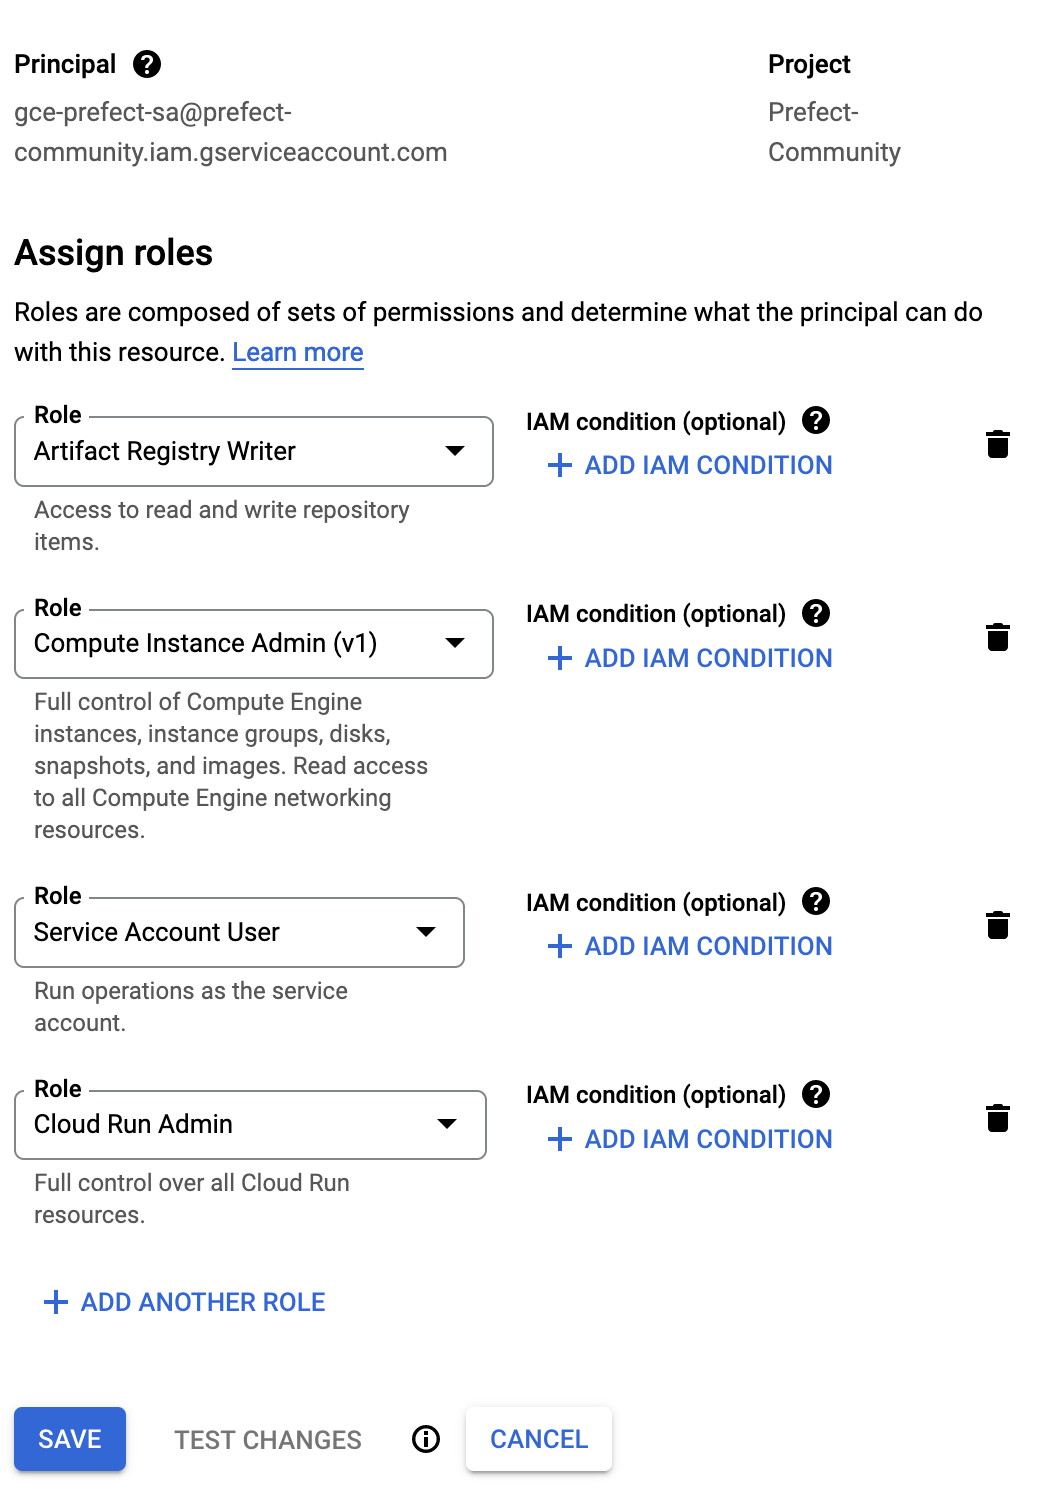 Principal
Project
gce-prefect-sa@prefect-
community.iam.gserviceaccount.com
Prefect-
Community
Assign roles
Roles are composed of sets of permissions and determine what the principal can do
with this resource. Learn more
Role
Artifact Registry Writer
IAM condition (optional)
ADD IAM CONDITION
Access to read and write repository
items.
Role
Compute Instance Admin (v1)
IAM condition (optional)
ADD IAM CONDITION
Full control of Compute Engine
instances, instance groups, disks,
snapshots, and images. Read access
to all Compute Engine networking
resources.
Role
Service Account User
IAM condition (optional)
ADD IAM CONDITION
Run operations as the service
account.
Role
Cloud Run Admin
IAM condition (optional)
ADD IAM CONDITION
Full control over all Cloud Run
resources.
ADD ANOTHER ROLE
SAVE
TEST CHANGES
CANCEL